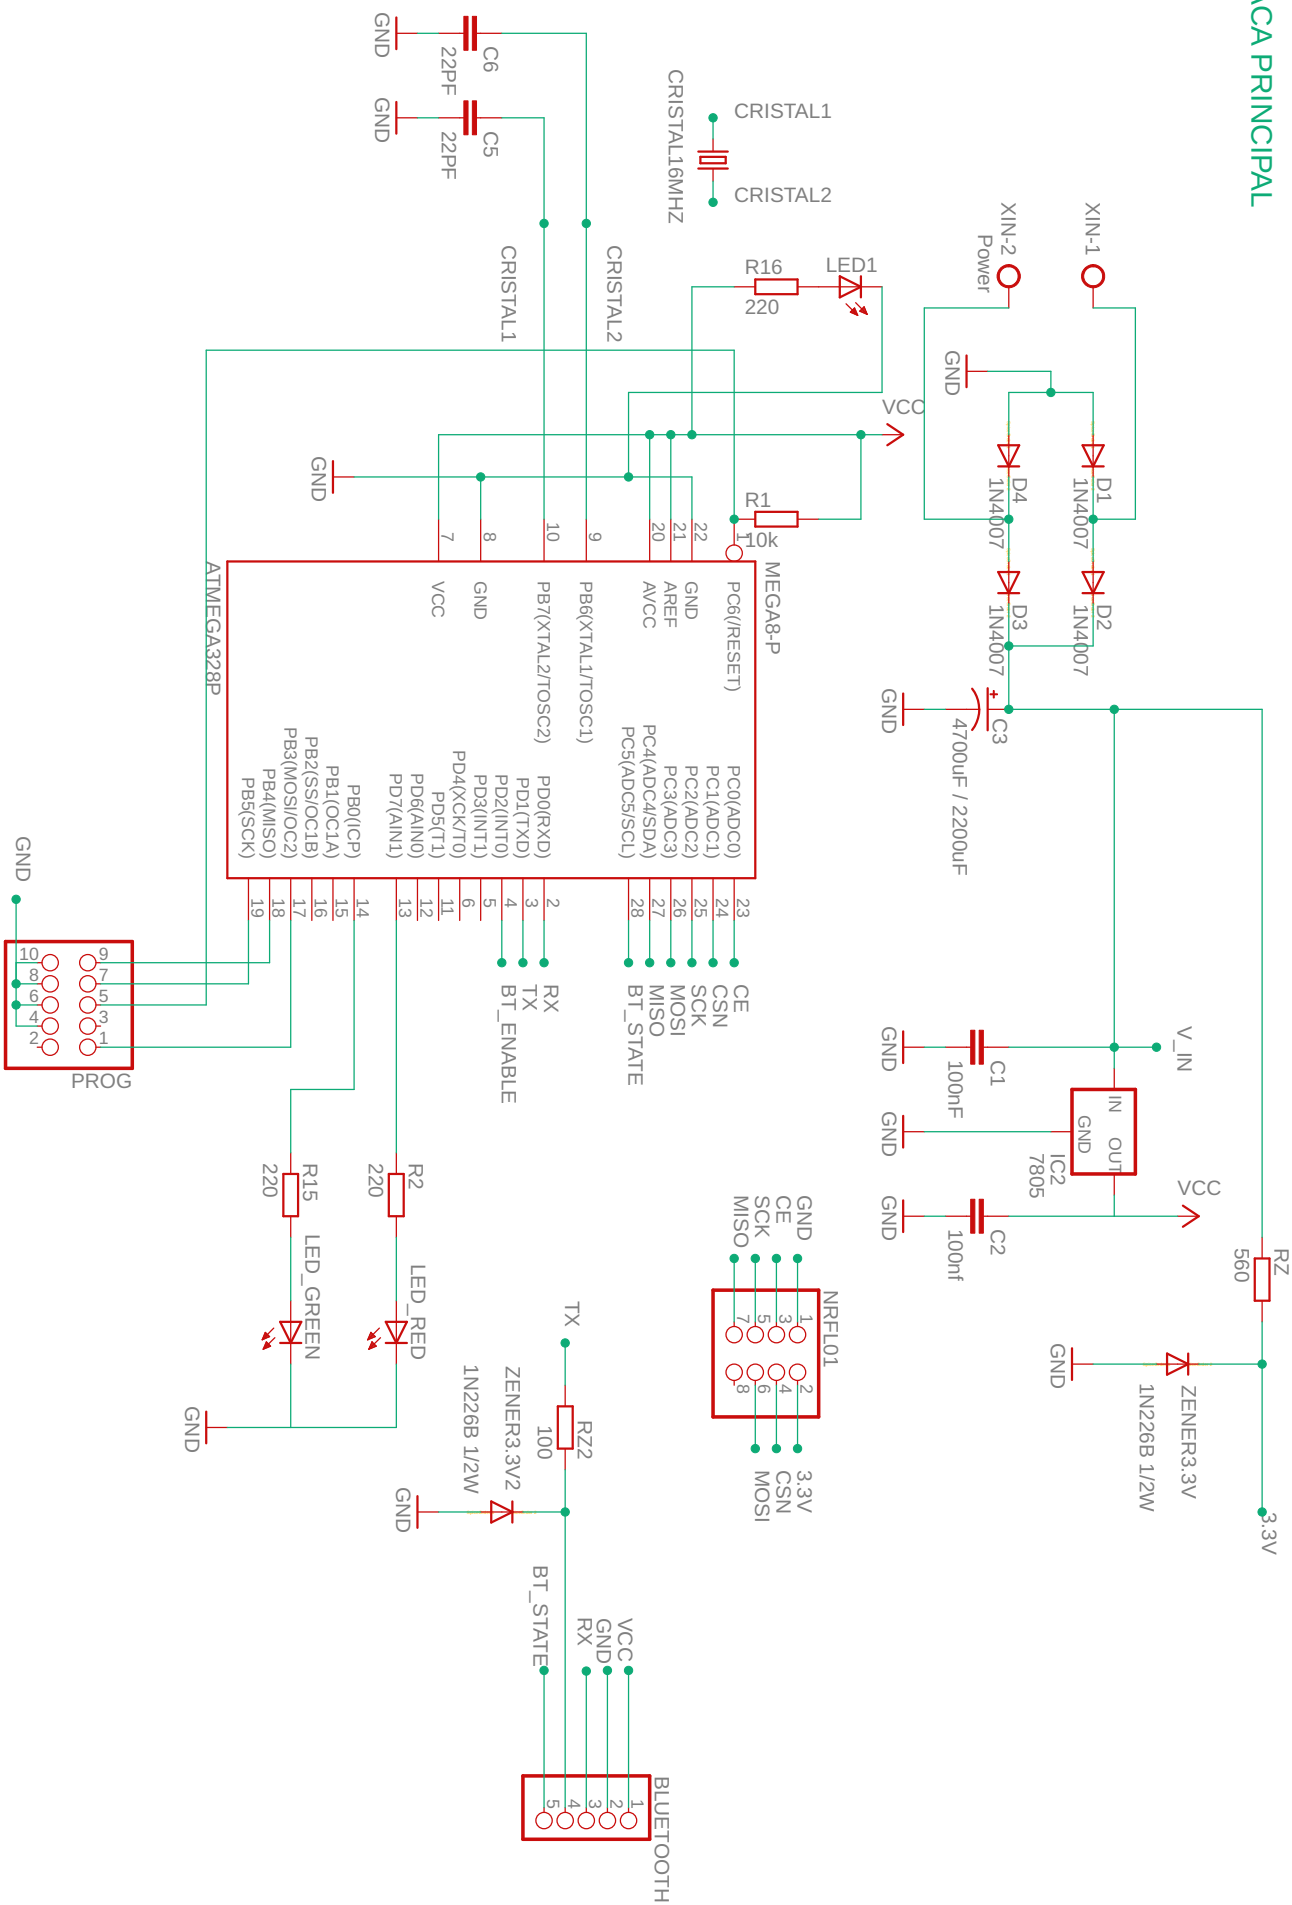 ACA PRINCIPAL
GND
C6
22PF
GND
C5
22PF
CRISTAL16MHZ
CRISTAL1
CRISTAL2
CRISTAL1
CRISTAL2
R16
220
LED1
XIN-2
Power
XIN-1
GND
VCC
D4
1N4007
D1
1N4007
D3
1N4007
D2
1N4007
GND
R1
10k
1
7
8
10
9
20
21
22
ATMEGA328P
MEGA8-P
VCC
GND
PB7(XTAL2/TOSC2)
PB6(XTAL1/TOSC1)
AVCC
AREF
GND
PC6(/RESET)
PB5(SCK)
PB4(MISO)
PB3(MOSI/OC2)
PB2(SS/OC1B)
PB1(OC1A)
PB0(ICP)
PD7(AIN1)
PD6(AIN0)
PD5(T1)
PD4(XCK/T0)
PD3(INT1)
PD2(INT0)
PD1(TXD)
PD0(RXD)
PC5(ADC5/SCL)
PC4(ADC4/SDA)
PC3(ADC3)
PC2(ADC2)
PC1(ADC1)
PC0(ADC0)
19
18
17
16
15
14
13
12
11
6
5
4
3
2
28
27
26
25
24
23
GND
C3
4700uF / 2200uF
GND
10
9
8
7
6
5
4
3
2
1
PROG
BT_ENABLE
TX
RX
BT_STATE
MISO
MOSI
SCK
CSN
CE
GND
C1
100nF
V_IN
GND
IN
GND
OUT
IC2
7805
GND
C2
100nf
VCC
R15
220
R2
220
LED_GREEN
LED_RED
GND
MISO
SCK
CE
GND
NRFL01
7
5
3
1
8
6
4
2
MOSI
CSN
3.3V
RZ
560
GND
ZENER3.3V
1N226B 1/2W
3.3V
TX
RZ2
100
ZENER3.3V2
1N226B 1/2W
GND
BT_STATE
RX
GND
VCC
5
4
3
2
1
BLUETOOTH